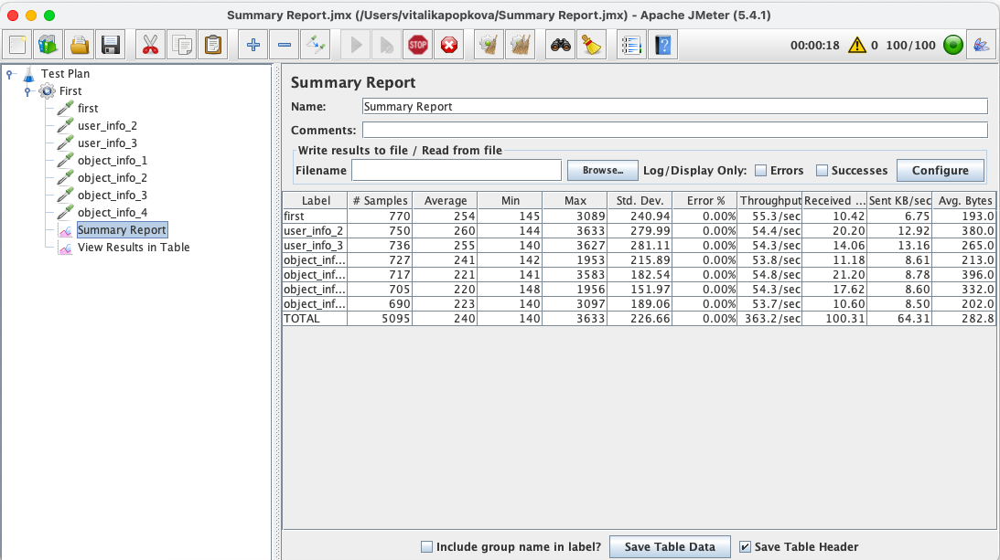 Summary Report.jmx (/Users/vitalikapopkova/Summary Report.jmx) - Apache JMeter (5.4.1)
STOP
00:00:18 0 100/100
Test Plan
First
first
user_info_2
user_info_3
object_info_1
object_info_2
object_info_3
object_info_4
Summary Report
View Results in Table
Summary Report
Name: Summary Report
Comments:
Write results to file / Read from file
Filename Browse... Log/Display Only: Errors Successes Configure
Label # Samples Average Min Max Std. Dev. Error % Throughput Received ... Sent KB/sec Avg. Bytes
first 770 254 145 3089 240.94 0.00% 55.3/sec 10.42 6.75 193.0
user_info_2 750 260 144 3633 279.99 0.00% 54.4/sec 20.20 12.92 380.0
user_info_3 736 255 140 3627 281.11 0.00% 54.3/sec 14.06 13.16 265.0
object_inf... 727 241 142 1953 215.89 0.00% 53.8/sec 11.18 8.61 213.0
object_inf... 717 221 141 3583 182.54 0.00% 54.8/sec 21.20 8.78 396.0
object_inf... 705 220 148 1956 151.97 0.00% 54.3/sec 17.62 8.60 332.0
object_inf... 690 223 140 3097 189.06 0.00% 53.7/sec 10.60 8.50 202.0
TOTAL 5095 240 140 3633 226.66 0.00% 363.2/sec 100.31 64.31 282.8
Include group name in label? Save Table Data Save Table Header